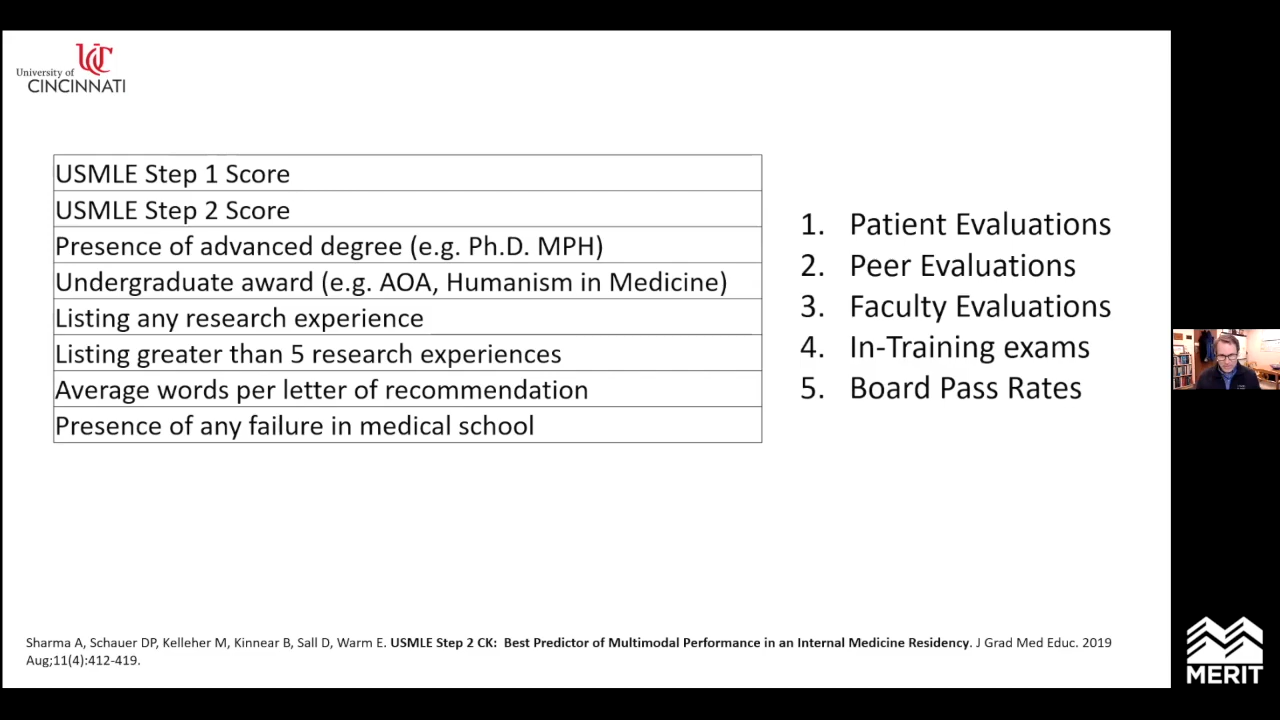 University of
CINCINNATI
USMLE Step 1 Score
USMLE Step 2 Score
Presence of advanced degree (e.g. Ph.D. MPH)
Undergraduate award (e.g. AOA, Humanism in Medicine)
Listing any research experience
Listing greater than 5 research experiences
Average words per letter of recommendation
Presence of any failure in medical school
1. Patient Evaluations
2. Peer Evaluations
3. Faculty Evaluations
4. In-Training exams
5. Board Pass Rates
Sharma A, Schauer DP, Kelleher M, Kinnear B, Sall D, Warm E. USMLE Step 2 CK: Best Predictor of Multimodal Performance in an Internal Medicine Residency. J Grad Med Educ. 2019
Aug;11(4):412-419.
MERIT